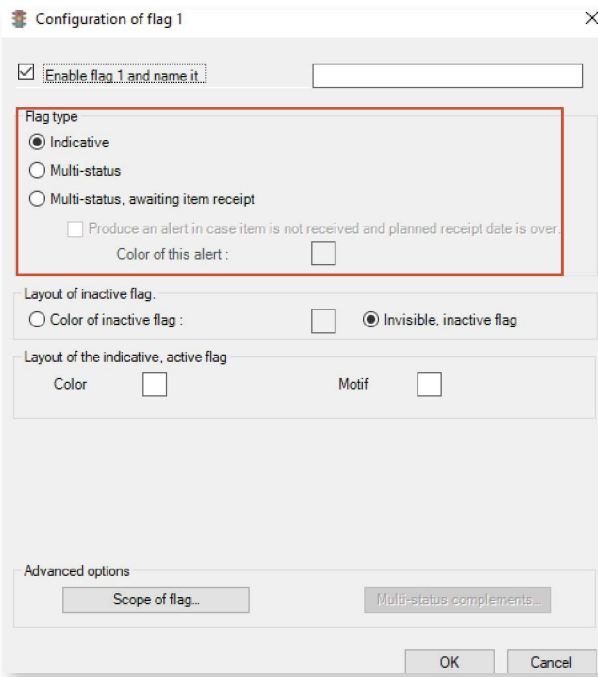 Configuration of flag 1
Enable flag 1 and name it
Flag type
Indicative
Multi-status
Multi-status, awaiting item receipt
Produce an alert in case item is not received and planned receipt date is over.
Color of this alert :
Layout of inactive flag.
Color of inactive flag : Invisible, inactive flag
Layout of the indicative, active flag
Color Motif
Advanced options
Scope of flag... Multi-status complements...
OK Cancel